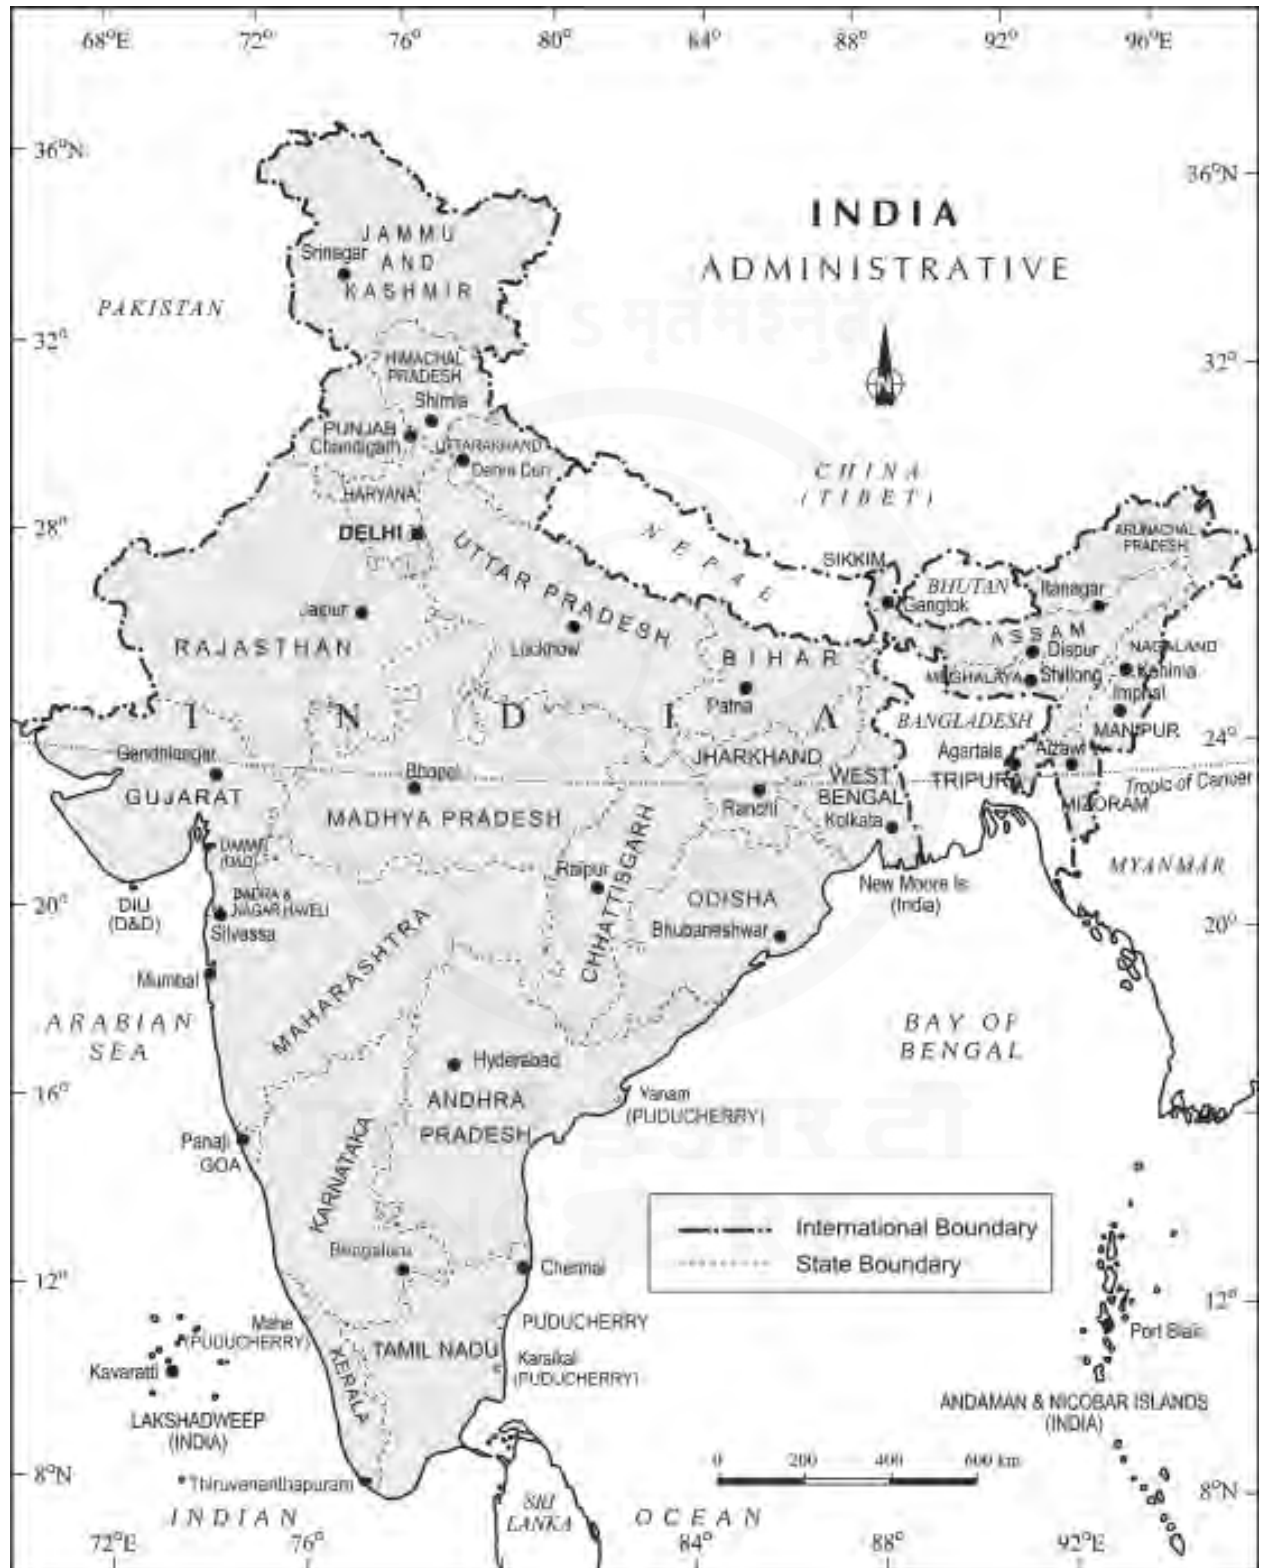 68°E 72° 76° 80° 84° 88° 92° 96°E
36°N
36°N
INDIA
ADMINISTRATIVE
JAMMU
AND
KASHMIR
Srinagar
PAKISTAN
32°
32°
HIMACHAL
PRADESH
Shimla
PUNJAB
Chandigarh
UTTARAKHAND
Dehra Dun
HARYANA
DELHI
CHINA
(TIBET)
28°
28°
NEPAL
UTTAR PRADESH
SIKKIM
Gangtok
BHUTAN
ARUNACHAL
PRADESH
Itanagar
Jaipur
RAJASTHAN
Lucknow
BIHAR
Patna
ASSAM
Dispur
NAGALAND
Kohima
MEGHALAYA
Shillong
Imphal
MANIPUR
INDIA
BANGLADESH
24°
Gandhinagar
GUJARAT
Bhopal
MADHYA PRADESH
JHARKHAND
Ranchi
WEST
BENGAL
Kolkata
Agartala
TRIPURA
Aizawl
MIZORAM
Tropic of Cancer
MYANMAR
DAMAN
(D&D)
DADRA &
NAGAR HAVELI
Silvassa
DIU
(D&D)
20°
20°
Raipur
CHHATTISGARH
ODISHA
Bhubaneshwar
New Moore Is.
(India)
Mumbai
MAHARASHTRA
ARABIAN
SEA
BAY OF
BENGAL
Hyderabad
ANDHRA
PRADESH
Yanam
(PUDUCHERRY)
16°
Panaji
GOA
KARNATAKA
Bengaluru
Chennai
International Boundary
State Boundary
12°
12°
Mahe
(PUDUCHERRY)
PUDUCHERRY
TAMIL NADU
Karaikal
(PUDUCHERRY)
KERALA
Kavaratti
LAKSHADWEEP
(INDIA)
Port Blair
ANDAMAN & NICOBAR ISLANDS
(INDIA)
0 200 400 600 km
8°N
8°N
Thiruvananthapuram
INDIAN OCEAN
SRI
LANKA
72°E 76° 84° 88° 92°E